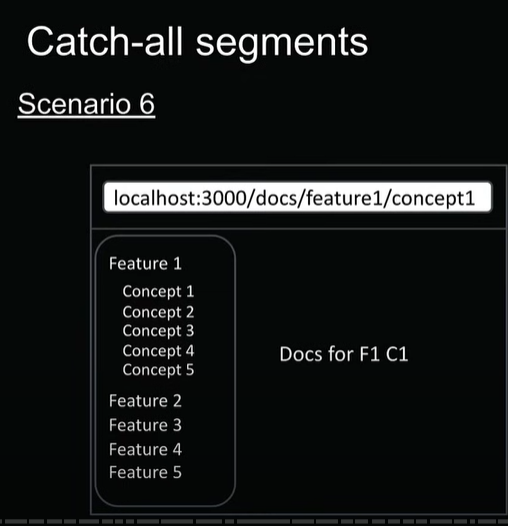 Catch-all segments
Scenario 6
localhost:3000/docs/feature1/concept1
Feature 1
Concept 1
Concept 2
Concept 3
Concept 4
Concept 5
Feature 2
Feature 3
Feature 4
Feature 5
Docs for F1 C1